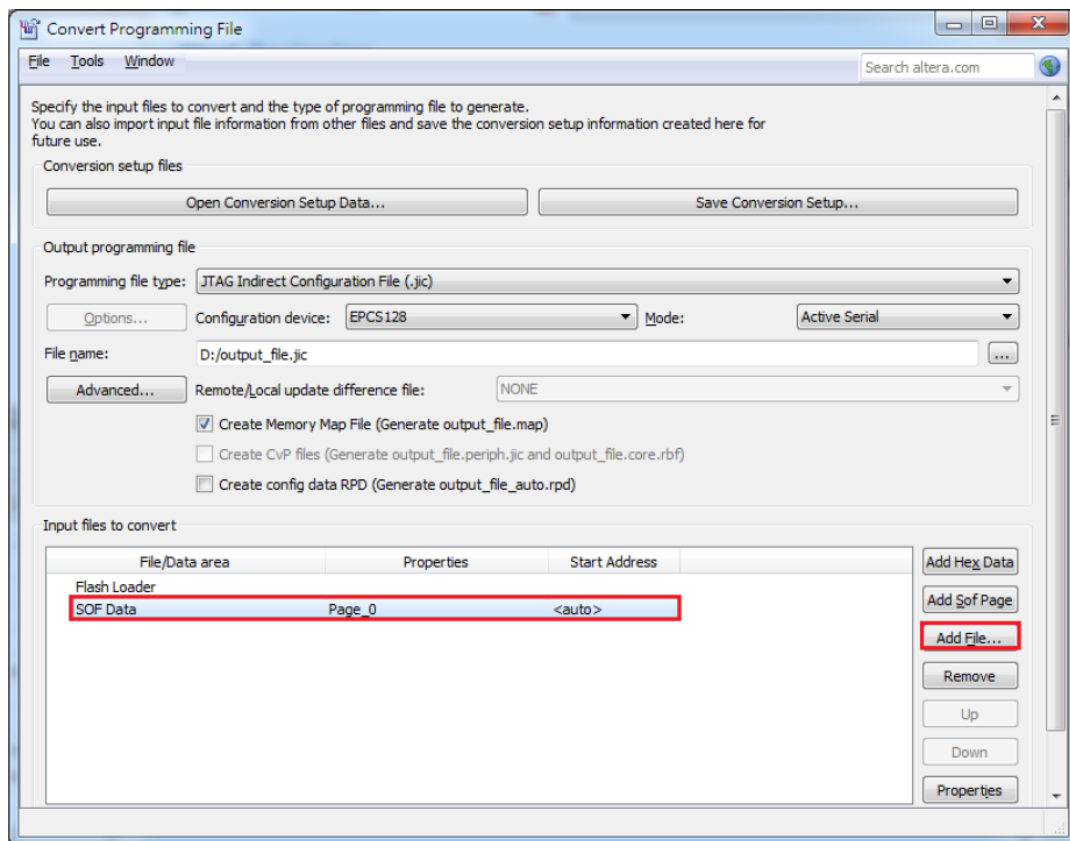 Convert Programming File
File Tools Window
Search altera.com
Specify the input files to convert and the type of programming file to generate.
You can also import input file information from other files and save the conversion setup information created here for
future use.
Conversion setup files
Open Conversion Setup Data...
Save Conversion Setup...
Output programming file
Programming file type: JTAG Indirect Configuration File (.jic)
Options... Configuration device: EPCS128 Mode: Active Serial
File name: D:/output_file.jic ...
Advanced... Remote/Local update difference file: NONE
Create Memory Map File (Generate output_file.map)
Create CvP files (Generate output_file.periph.jic and output_file.core.rbf)
Create config data RPD (Generate output_file_auto.rpd)
Input files to convert
File/Data area Properties Start Address
Flash Loader
SOF Data Page_0 <auto>
Add Hex Data
Add Sof Page
Add File...
Remove
Up
Down
Properties